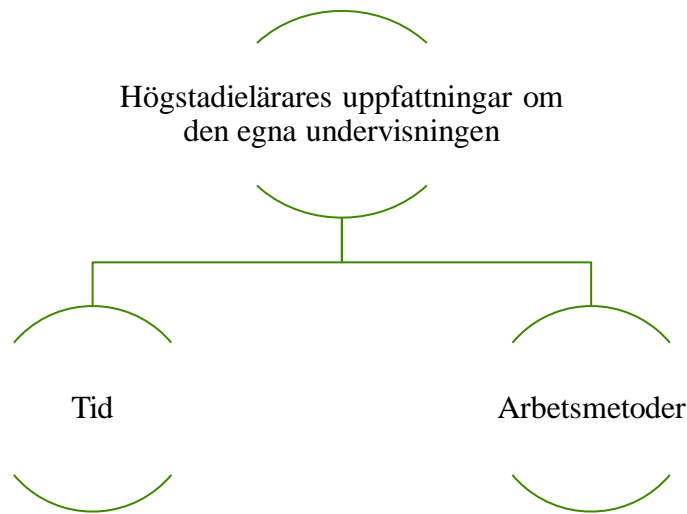 Högstadielärares uppfattningar om
den egna undervisningen
Tid
Arbetsmetoder